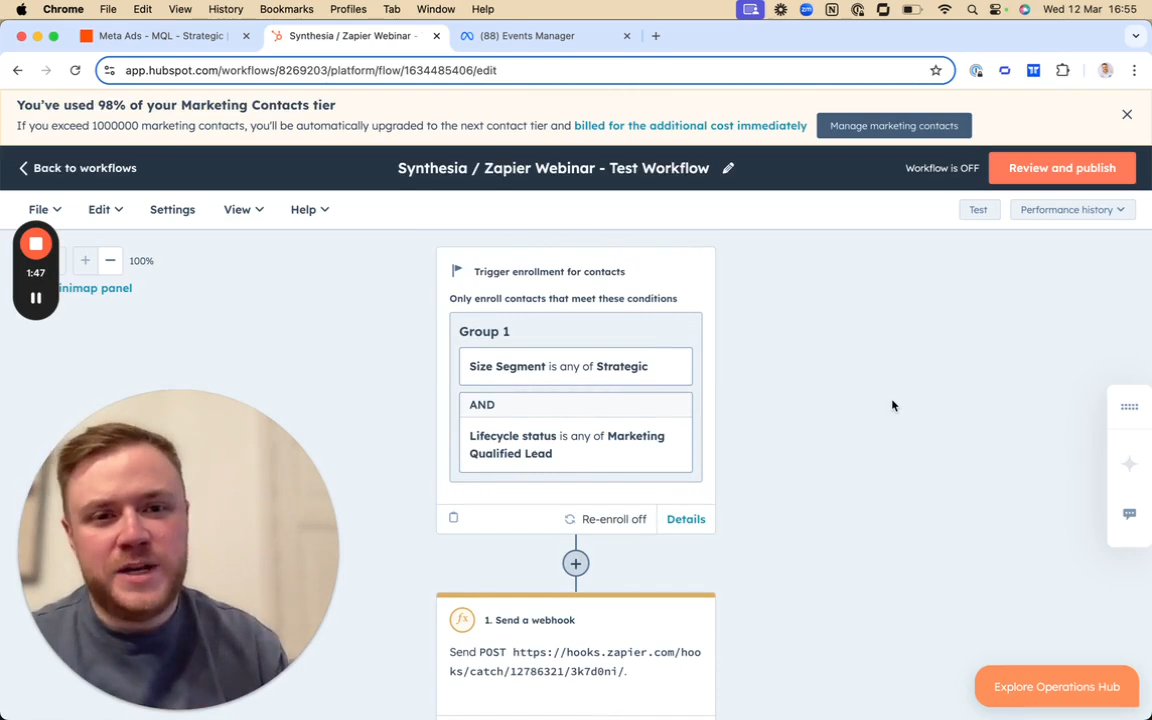 Chrome File Edit View History Bookmarks Profiles Tab Window Help Wed 12 Mar 16:55
Meta Ads - MQL - Strategic
Synthesia / Zapier Webinar -
(88) Events Manager
app.hubspot.com/workflows/8269203/platform/flow/1634485406/edit
You've used 98% of your Marketing Contacts tier
If you exceed 1000000 marketing contacts, you'll be automatically upgraded to the next contact tier and billed for the additional cost immediately
Manage marketing contacts
Back to workflows
Synthesia / Zapier Webinar - Test Workflow
Workflow is OFF
Review and publish
File Edit Settings View Help
Test
Performance history
1:47
100%
inimap panel
Trigger enrollment for contacts
Only enroll contacts that meet these conditions
Group 1
Size Segment is any of Strategic
AND
Lifecycle status is any of Marketing
Qualified Lead
Re-enroll off
Details
1. Send a webhook
Send POST https://hooks.zapier.com/hoo
ks/catch/12786321/3k7d0ni/.
Explore Operations Hub